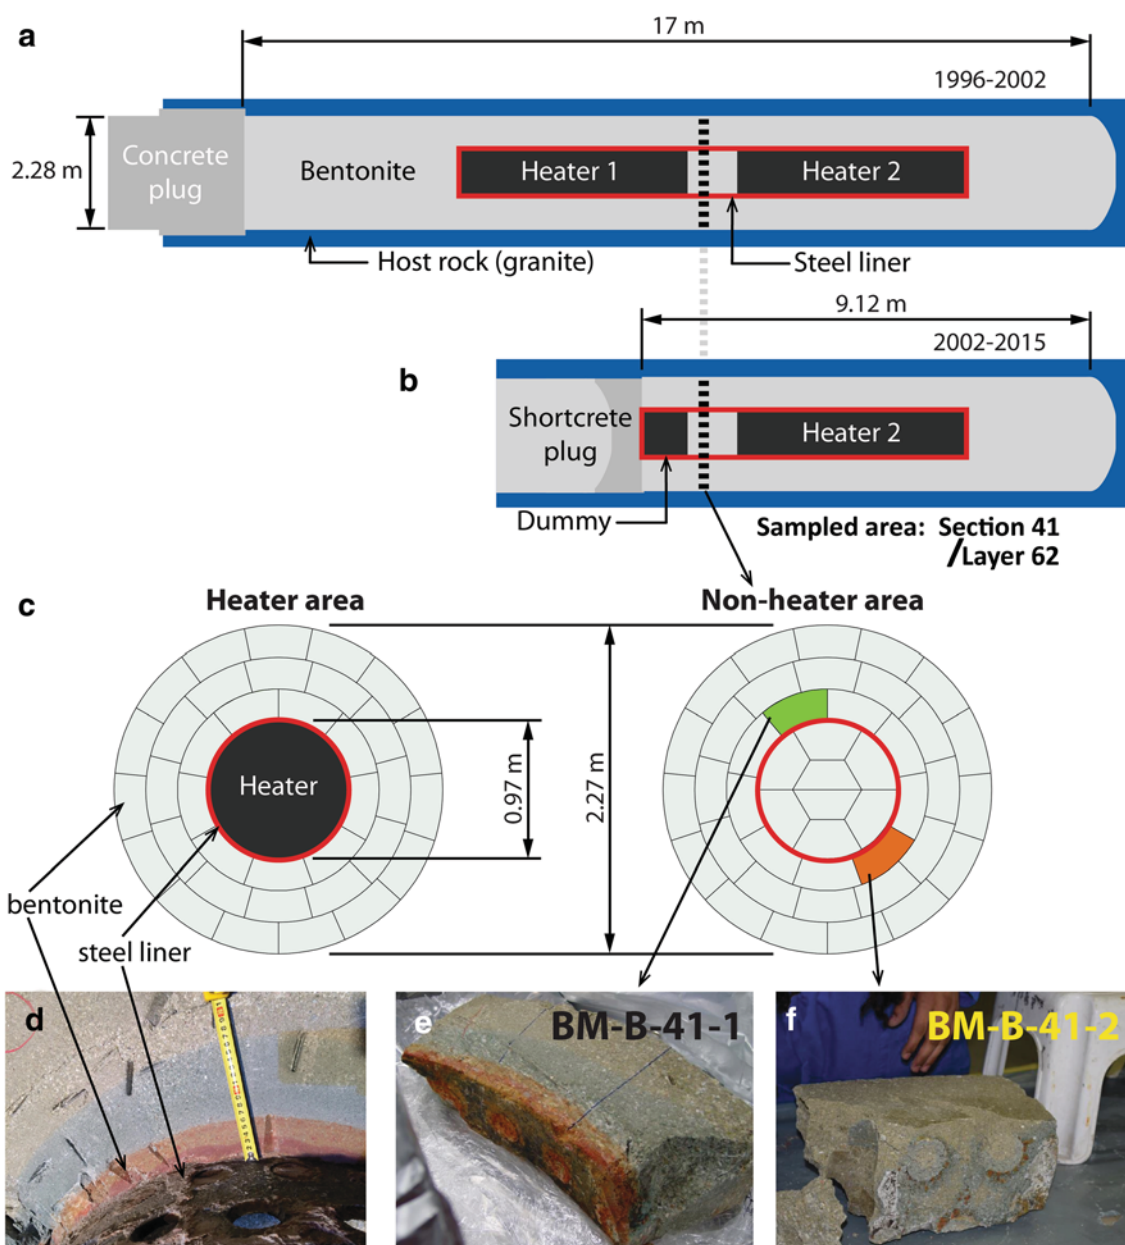 a
17 m
1996-2002
2.28 m
Concrete
plug
Bentonite
Heater 1
Heater 2
Host rock (granite)
Steel liner
9.12 m
2002-2015
b
Shortcrete
plug
Heater 2
Dummy
Sampled area: Section 41
/Layer 62
c
Heater area
Non-heater area
Heater
0.97 m
2.27 m
bentonite
steel liner
d
e
BM-B-41-1
f
BM-B-41-2